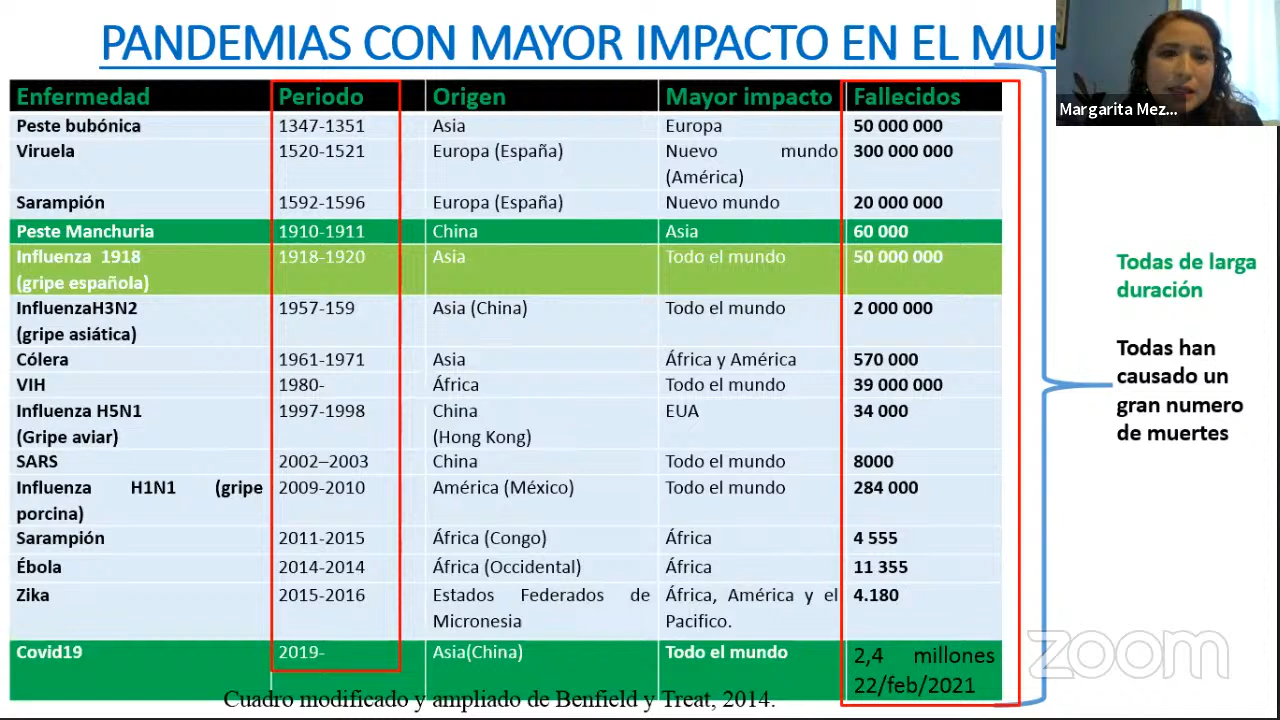 PANDEMIAS CON MAYOR IMPACTO EN EL MU
Margarita Mez...
Enfermedad Periodo Origen Mayor impacto Fallecidos
Peste bubónica 1347-1351 Asia Europa 50 000 000
Viruela 1520-1521 Europa (España) Nuevo mundo 300 000 000
(América)
Sarampión 1592-1596 Europa (España) Nuevo mundo 20 000 000
Peste Manchuria 1910-1911 China Asia 60 000
Influenza 1918 1918-1920 Asia Todo el mundo 50 000 000
(gripe española)
InfluenzaH3N2 1957-159 Asia (China) Todo el mundo 2 000 000
(gripe asiática)
Cólera 1961-1971 Asia África y América 570 000
VIH 1980- África Todo el mundo 39 000 000
Influenza H5N1 1997-1998 China EUA 34 000
(Gripe aviar) (Hong Kong)
SARS 2002–2003 China Todo el mundo 8000
Influenza H1N1 (gripe 2009-2010 América (México) Todo el mundo 284 000
porcina)
Sarampión 2011-2015 África (Congo) África 4 555
Ébola 2014-2014 África (Occidental) África 11 355
Zika 2015-2016 Estados Federados de África, América y el 4.180
Micronesia Pacifico.
Covid19 2019- Asia(China) Todo el mundo 2,4 millones
22/feb/2021
Cuadro modificado y ampliado de Benfield y Treat, 2014.
Todas de larga
duración
Todas han
causado un
gran numero
de muertes
zoom